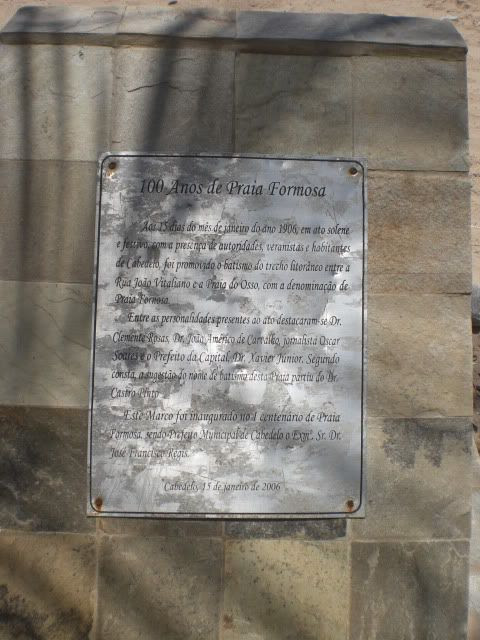 100 Anos de Praia Formosa
Aos 15 dias do mês de janeiro do ano 1906, em ato solene
e festivo, com a presença de autoridades, veranistas e habitantes
de Cabedelo, foi promovido o batismo do trecho litorâneo entre a
Rua João Vitaliano e a Praia do Osso, com a denominação de
Praia Formosa.
Entre as personalidades presentes ao ato destacaram-se Dr.
Clemente Rosas, Dr. João Américo de Carvalho, jornalista Oscar
Soares e o Prefeito da Capital, Dr. Xavier Júnior. Segundo
consta, a sugestão do nome de batismo desta Praia partiu do Dr.
Castro Pinto.
Este Marco foi inaugurado no I centenário de Praia
Formosa, sendo Prefeito Municipal de Cabedelo o Exmº. Sr. Dr.
José Francisco Régis.
Cabedelo, 15 de janeiro de 2006